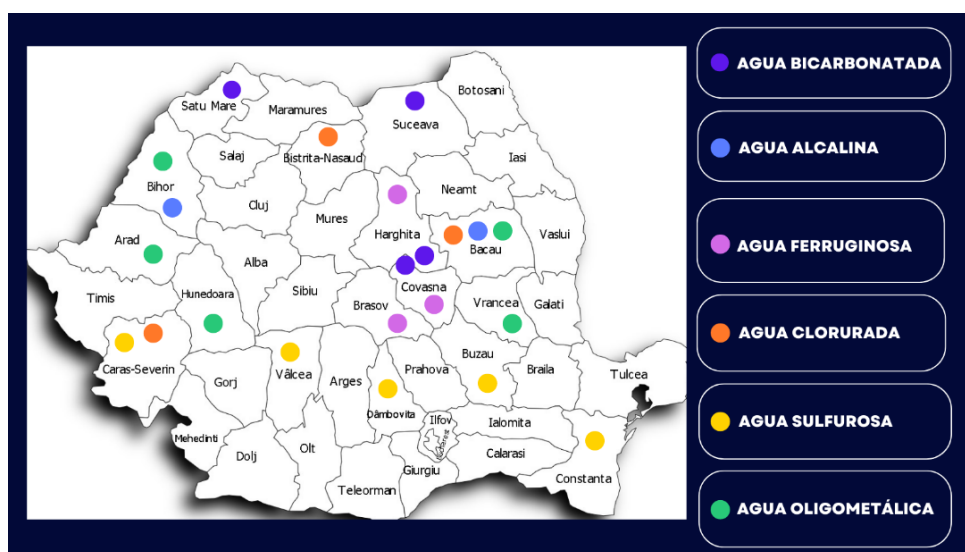 Botosani
Satu Mare
Maramures
Suceava
Salaj
Bistrita-Nasaud
Iasi
Bihor
Cluj
Neamt
Mures
Harghita
Bacau
Vaslui
Arad
Alba
Timis
Hunedoara
Sibiu
Brasov
Covasna
Vrancea
Galati
Caras-Severin
Gorj
Vâlcea
Arges
Prahova
Buzau
Braila
Tulcea
Dâmbovita
Ilfov
Ialomita
Mehedinti
Dolj
Olt
Giurgiu
Calarasi
Teleorman
Constanta
AGUA BICARBONATADA
AGUA ALCALINA
AGUA FERRUGINOSA
AGUA CLORURADA
AGUA SULFUROSA
AGUA OLIGOMETÁLICA